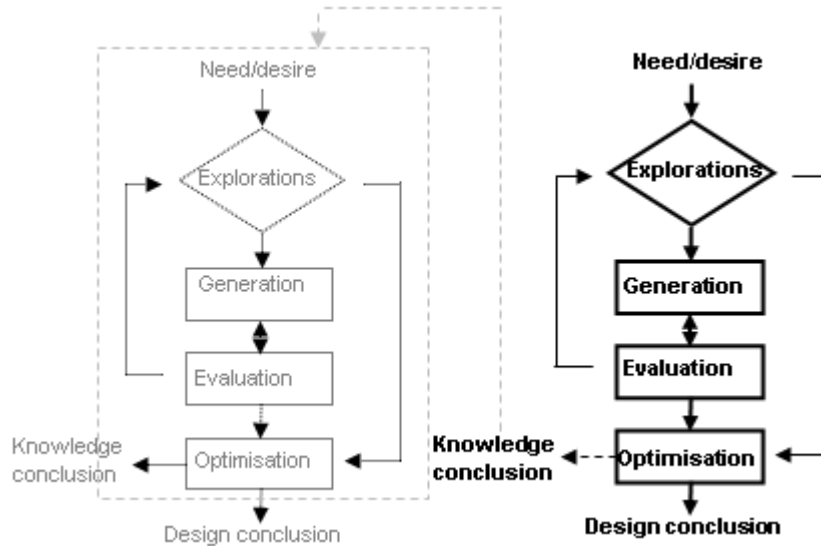 Need/desire
Explorations
Generation
Evaluation
Optimisation
Knowledge
conclusion
Design conclusion
Need/desire
Explorations
Generation
Evaluation
Optimisation
Knowledge
conclusion
Design conclusion